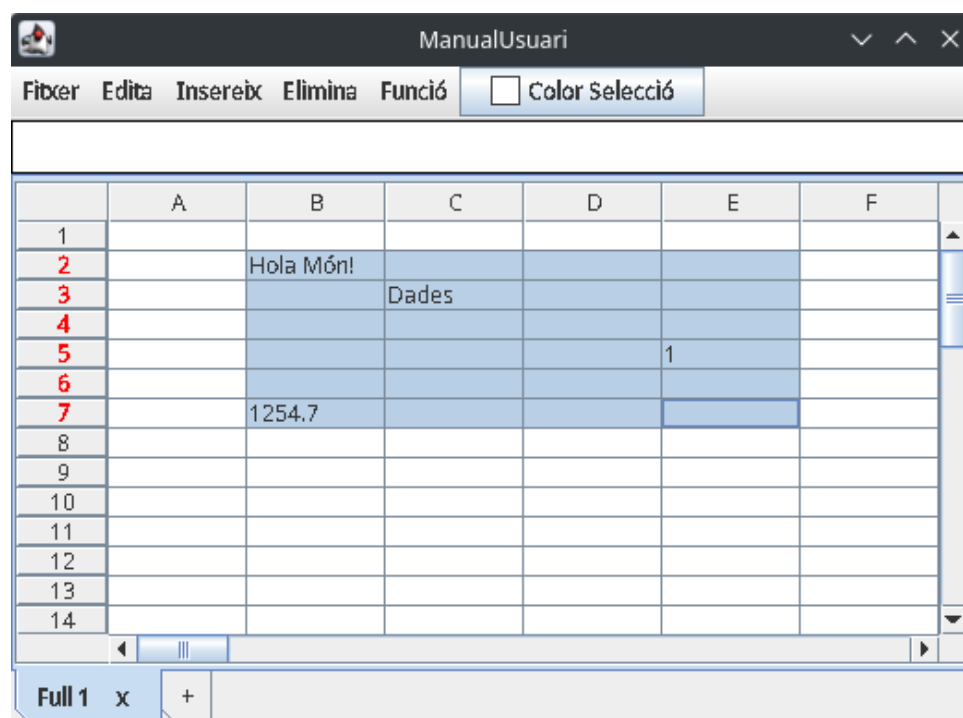 ManualUsuari
Fitxer Edita Insereix Elimina Funció Color Selecció
A B C D E F
1
2 Hola Món!
3 Dades
4
5 1
6
7 1254.7
8
9
10
11
12
13
14
Full 1 x +